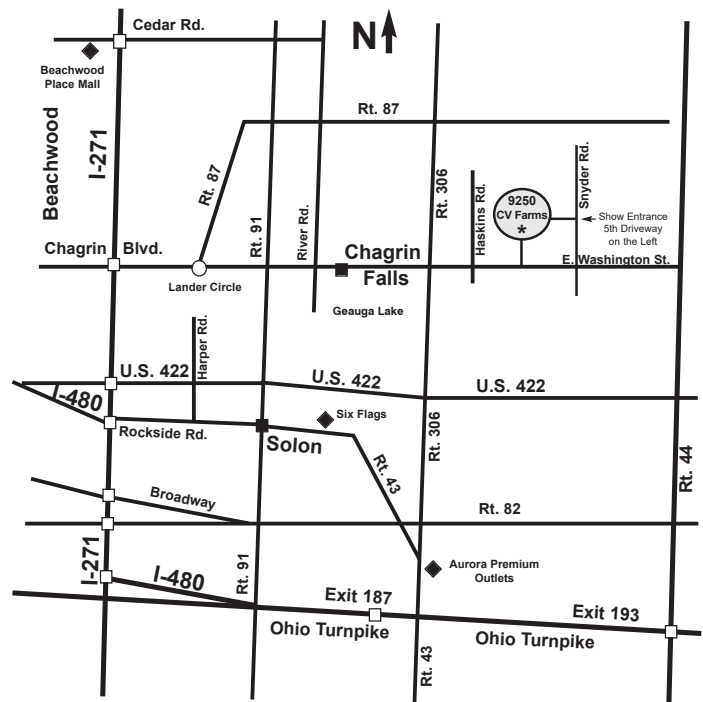 Cedar Rd.
N
Beachwood
Place Mall
Beachwood
I-271
Rt. 87
Rt. 87
Rt. 91
River Rd.
Rt. 306
Haskins Rd.
9250
CV Farms
*
Snyder Rd.
Show Entrance
5th Driveway
on the Left
Chagrin Blvd.
Lander Circle
Chagrin
Falls
E. Washington St.
Geauga Lake
Harper Rd.
U.S. 422
U.S. 422
U.S. 422
I-480
Rockside Rd.
Six Flags
Solon
Rt. 306
Rt. 43
Rt. 44
Broadway
Rt. 82
I-271
I-480
Rt. 91
Aurora Premium
Outlets
Exit 187
Exit 193
Ohio Turnpike
Ohio Turnpike
Rt. 43